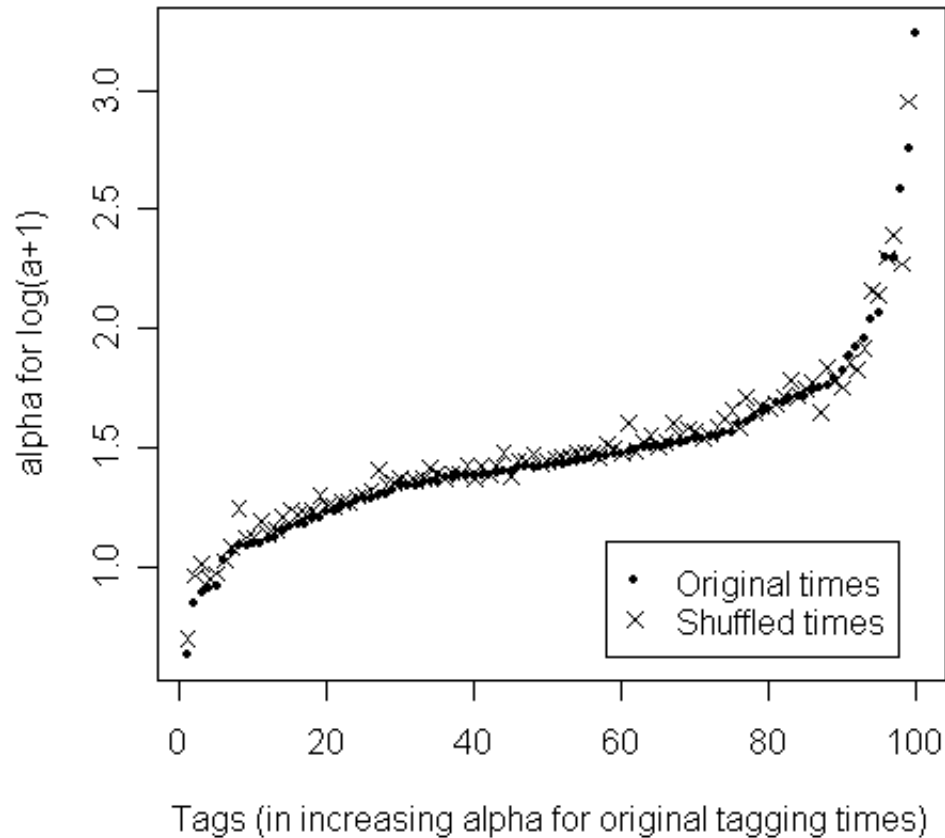 alpha for log(a+1)
3.0
2.5
2.0
1.5
1.0
Original times
Shuffled times
0 20 40 60 80 100
Tags (in increasing alpha for original tagging times)